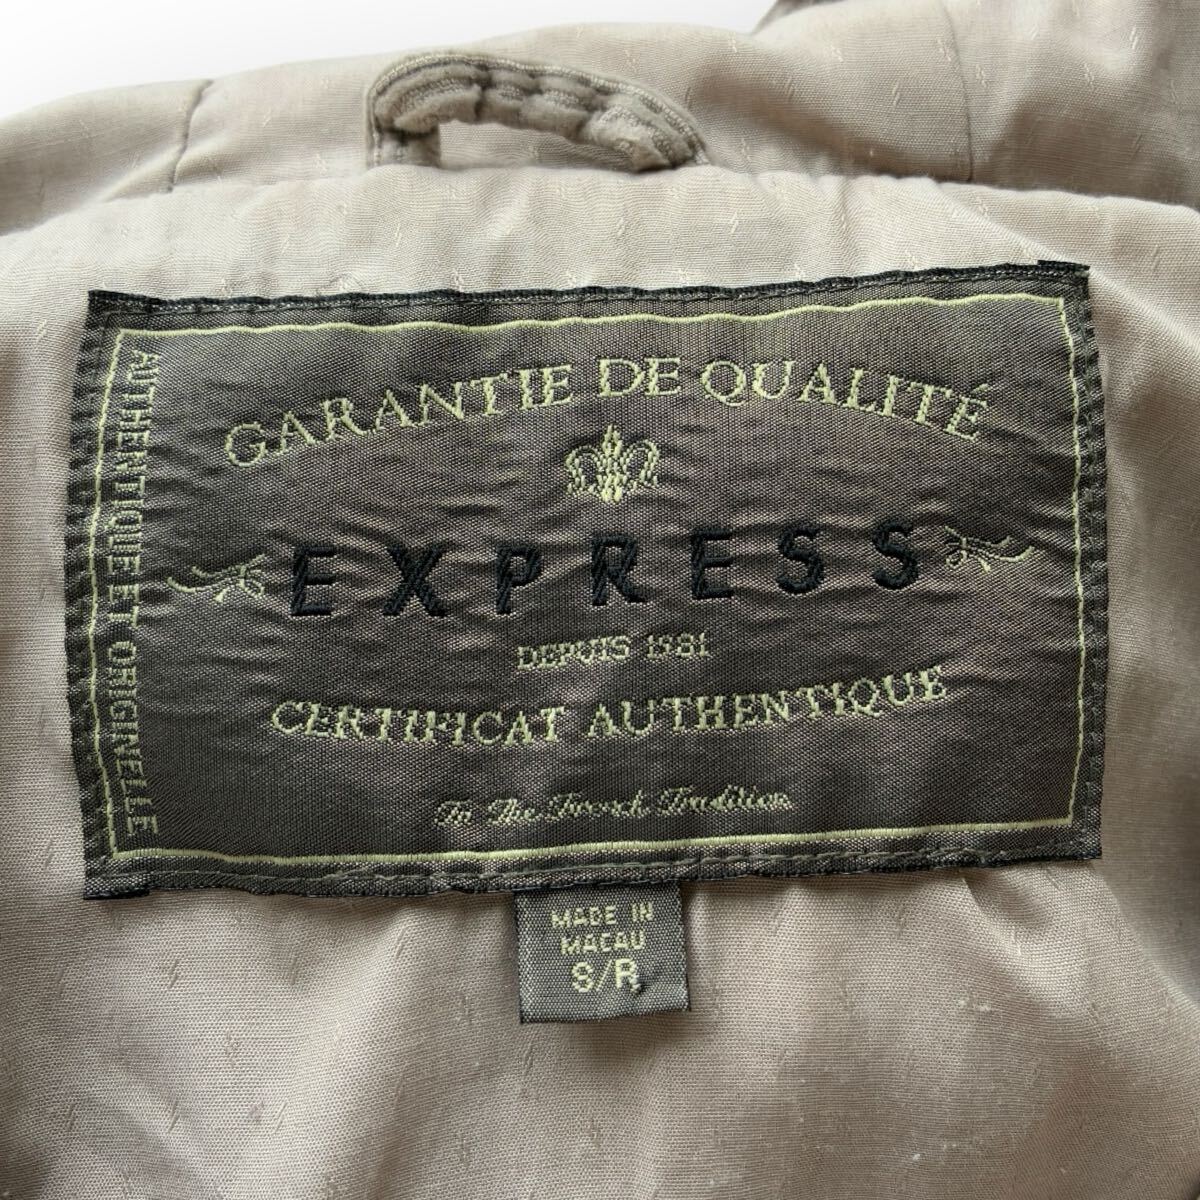 GARANTIE DE QUALITÉ
EXPRESS
DEPUIS 1981
CERTIFICAT AUTHENTIQUE
In The French Tradition
AUTHENTIQUE ET ORIGINELLE
MADE IN
MACAU
S/R